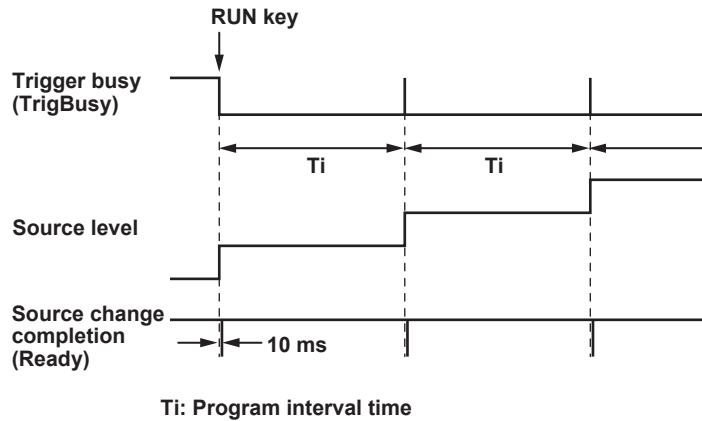 RUN key
Trigger busy
(TrigBusy)
Ti
Ti
Source level
Source change
completion
(Ready)
10 ms
Ti: Program interval time